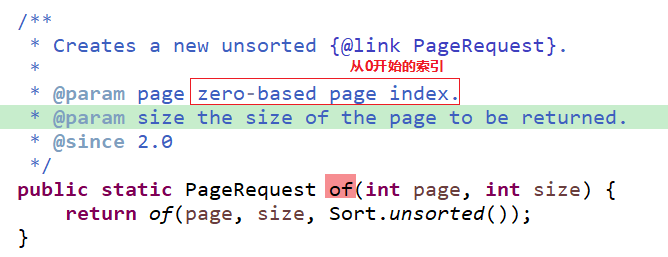 /**
 * Creates a new unsorted {@link PageRequest}.
 *
从0开始的索引
 * @param page zero-based page index.
 * @param size the size of the page to be returned.
 * @since 2.0
 */
public static PageRequest of(int page, int size) {
    return of(page, size, Sort.unsorted());
}